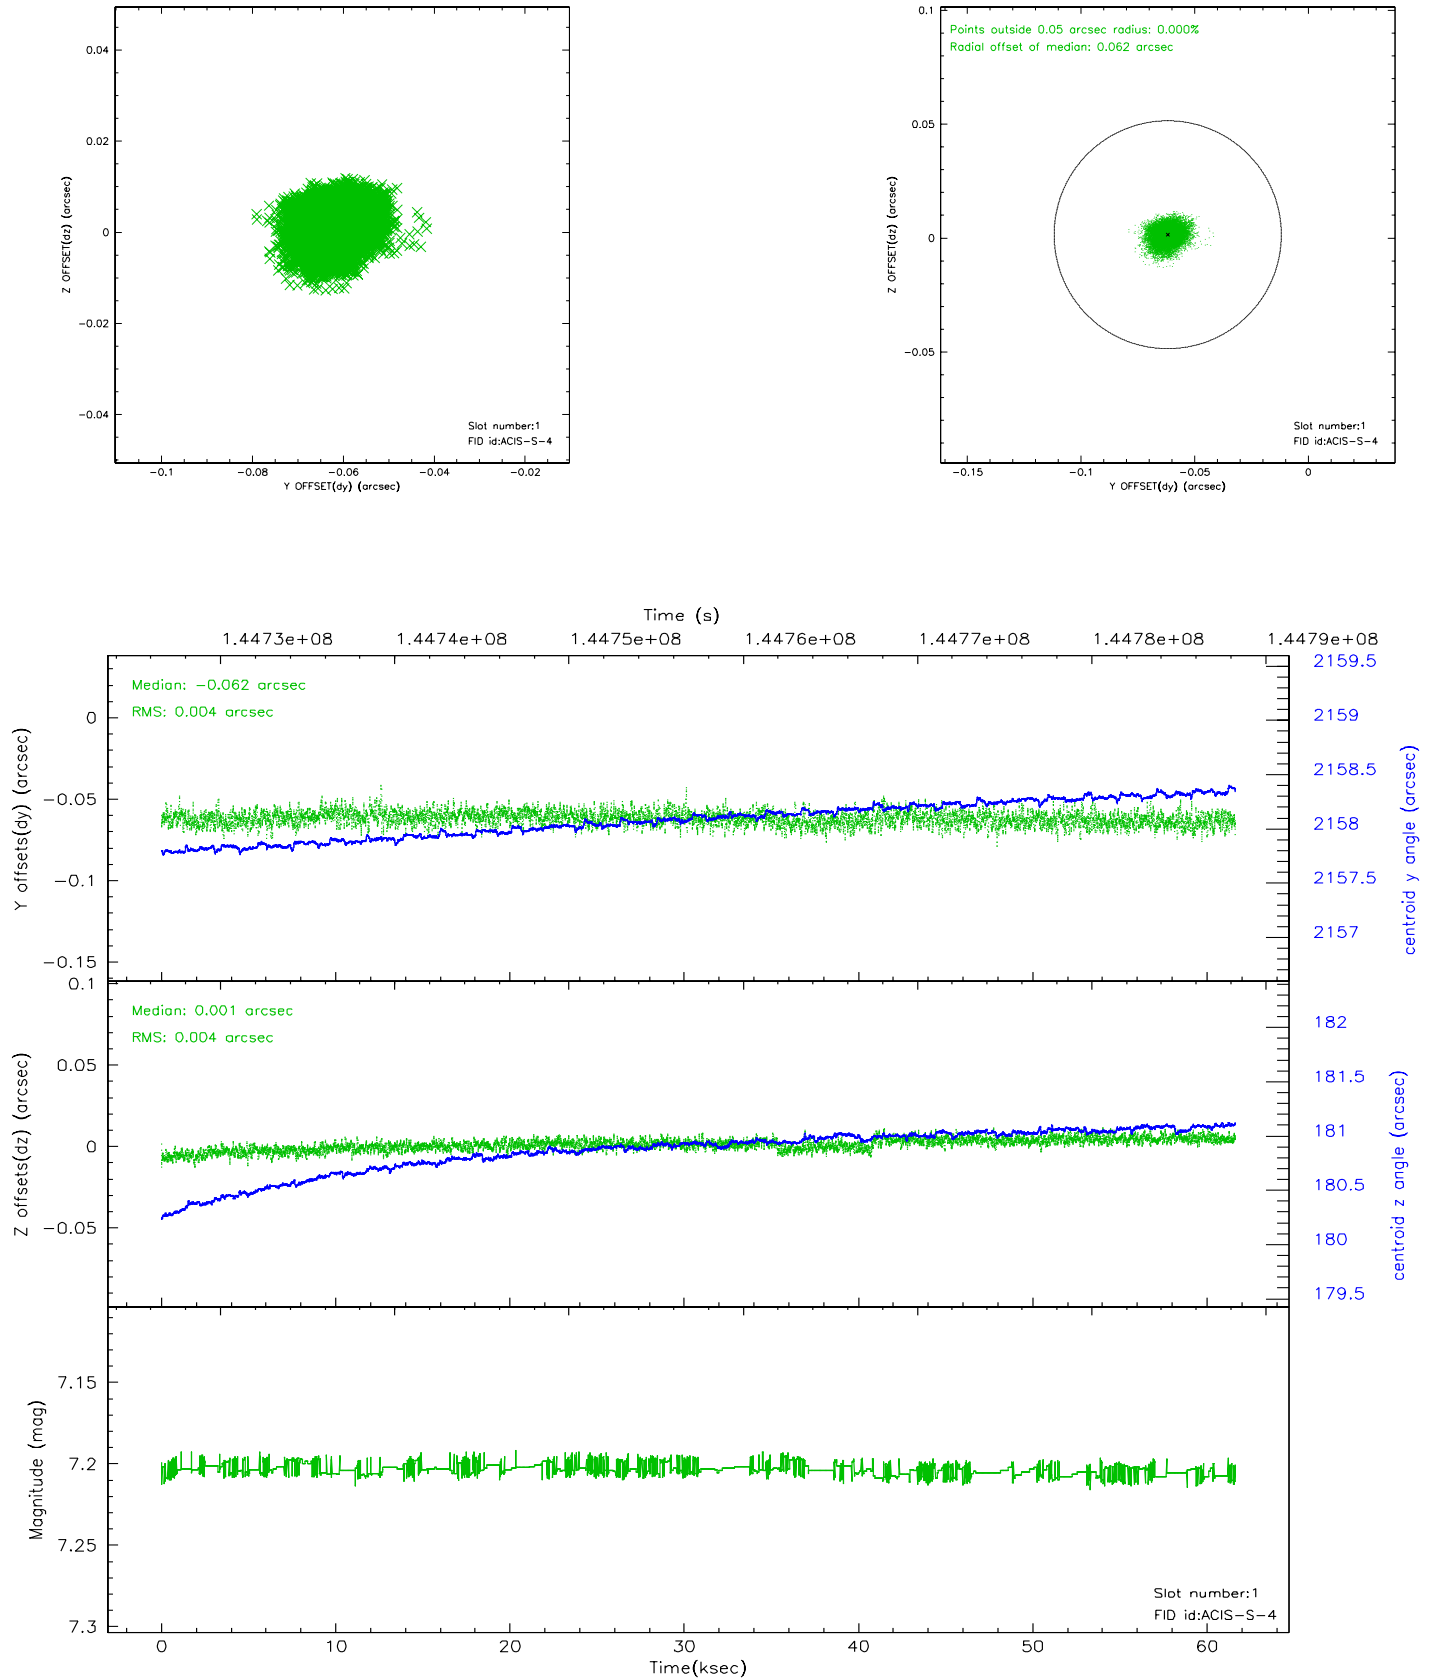 0.04
0.02
0
−0.02
−0.04
Z OFFSET(dz) (arcsec)
Slot number:1
FID id:ACIS−S−4
−0.1 −0.08 −0.06 −0.04 −0.02
Y OFFSET(dy) (arcsec)
Points outside 0.05 arcsec radius: 0.000%
Radial offset of median: 0.062 arcsec
0.1
0.05
0
−0.05
Z OFFSET(dz) (arcsec)
Slot number:1
FID id:ACIS−S−4
−0.15 −0.1 −0.05 0
Y OFFSET(dy) (arcsec)
Time (s)
1.4473e+08 1.4474e+08 1.4475e+08 1.4476e+08 1.4477e+08 1.4478e+08 1.4479e+08
Median: −0.062 arcsec
RMS: 0.004 arcsec
0
−0.05
−0.1
−0.15
Y offsets(dy) (arcsec)
2159.5
2159
2158.5
2158
2157.5
2157
centroid y angle (arcsec)
Median: 0.001 arcsec
RMS: 0.004 arcsec
0.1
0.05
0
−0.05
Z offsets(dz) (arcsec)
182
181.5
181
180.5
180
179.5
centroid z angle (arcsec)
7.15
7.2
7.25
7.3
Magnitude (mag)
Slot number:1
FID id:ACIS−S−4
0 10 20 30 40 50 60
Time(ksec)